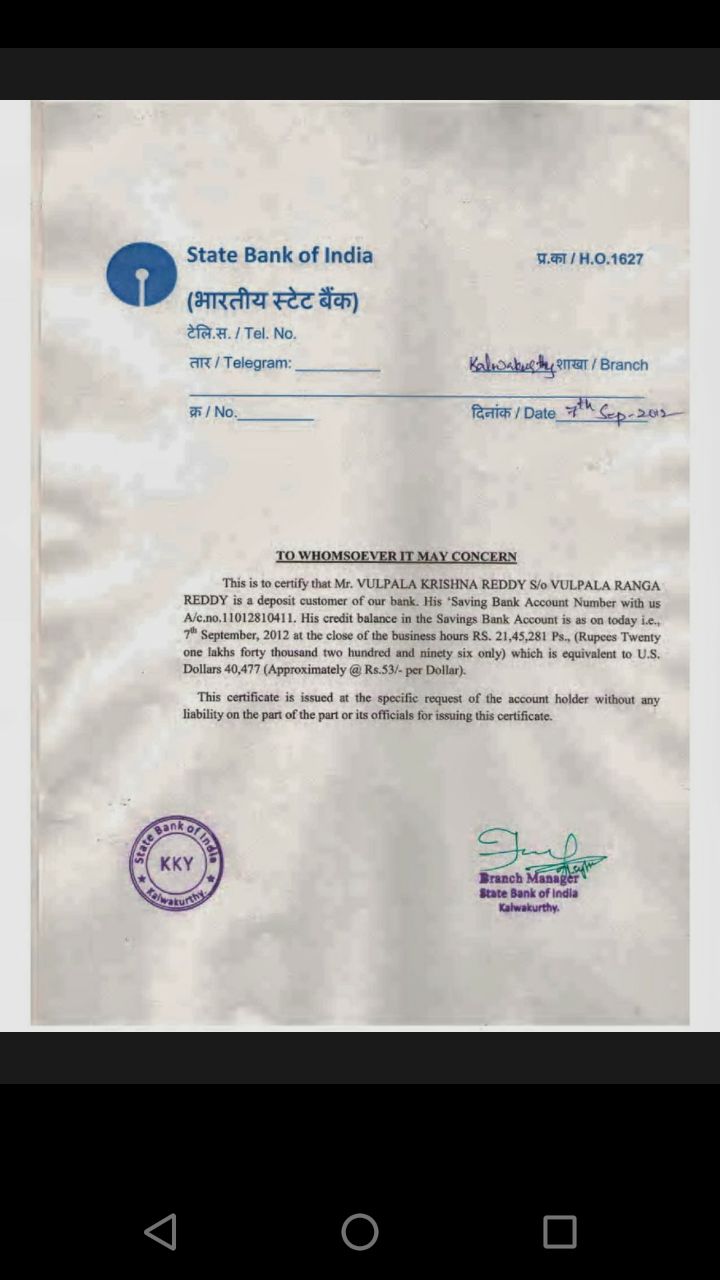 State Bank of India
प्र.का / H.O.1627
(भारतीय स्टेट बैंक)
टेलि.स. / Tel. No.
तार / Telegram:
Kalwakurthy शाखा / Branch
क्र / No.
दिनांक / Date 7th Sep-2012
TO WHOMSOEVER IT MAY CONCERN
This is to certify that Mr. VULPALA KRISHNA REDDY S/o VULPALA RANGA
REDDY is a deposit customer of our bank. His ‘Saving Bank Account Number with us
A/c.no.11012810411. His credit balance in the Savings Bank Account is as on today i.e.,
7th September, 2012 at the close of the business hours RS. 21,45,281 Ps., (Rupees Twenty
one lakhs forty thousand two hundred and ninety six only) which is equivalent to U.S.
Dollars 40,477 (Approximately @ Rs.53/- per Dollar).
This certificate is issued at the specific request of the account holder without any
liability on the part of the part or its officials for issuing this certificate.
State Bank of India
KKY
Kalwakurthy.
Branch Manager
State Bank of India
Kalwakurthy.